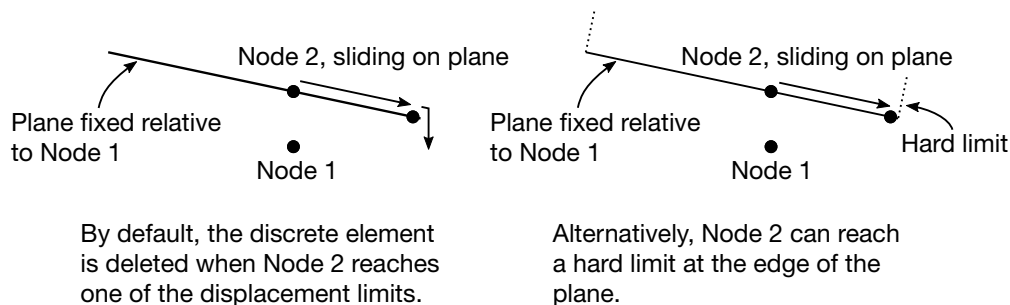 Node 2, sliding on plane
Plane fixed relative
to Node 1
Node 1
By default, the discrete element
is deleted when Node 2 reaches
one of the displacement limits.
Node 2, sliding on plane
Plane fixed relative
to Node 1
Hard limit
Node 1
Alternatively, Node 2 can reach
a hard limit at the edge of the
plane.